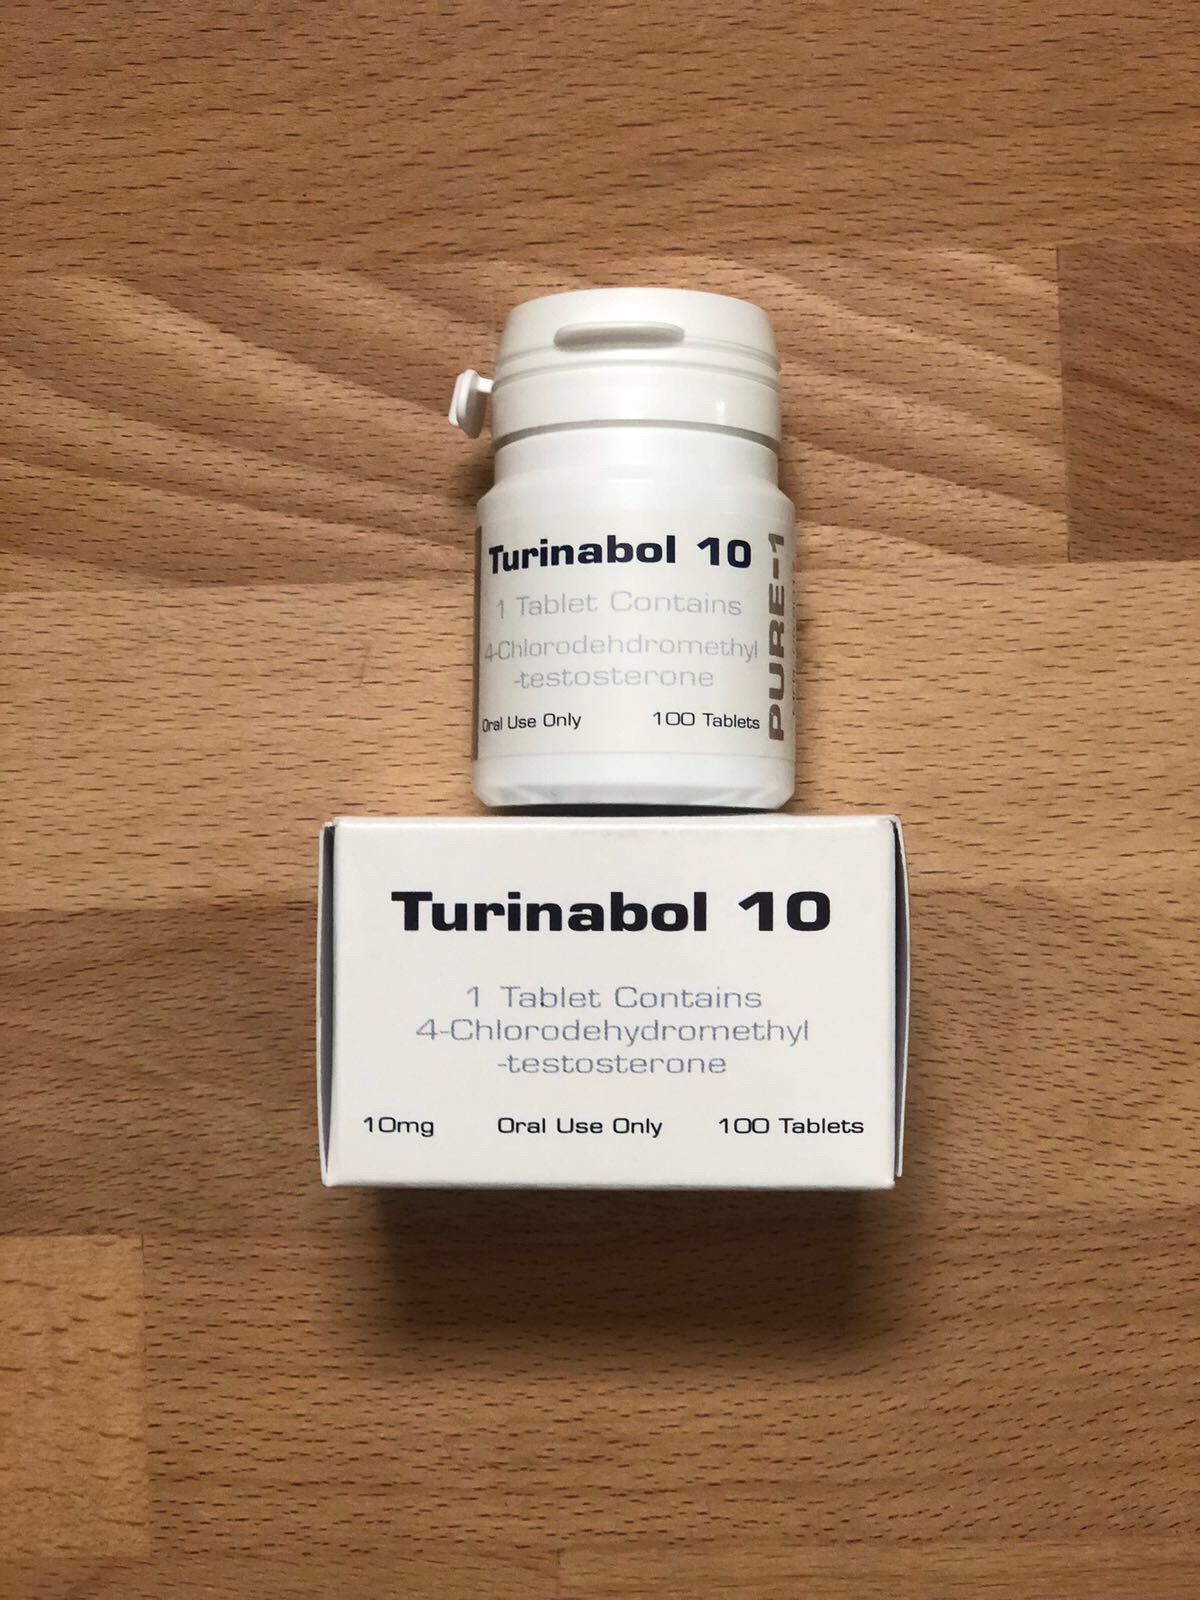 Turinabol 10
1 Tablet Contains
4-Chlorodehdromethyl
-testosterone
Oral Use Only 100 Tablets
PURE-1
Turinabol 10
1 Tablet Contains
4-Chlorodehydromethyl
-testosterone
10mg Oral Use Only 100 Tablets